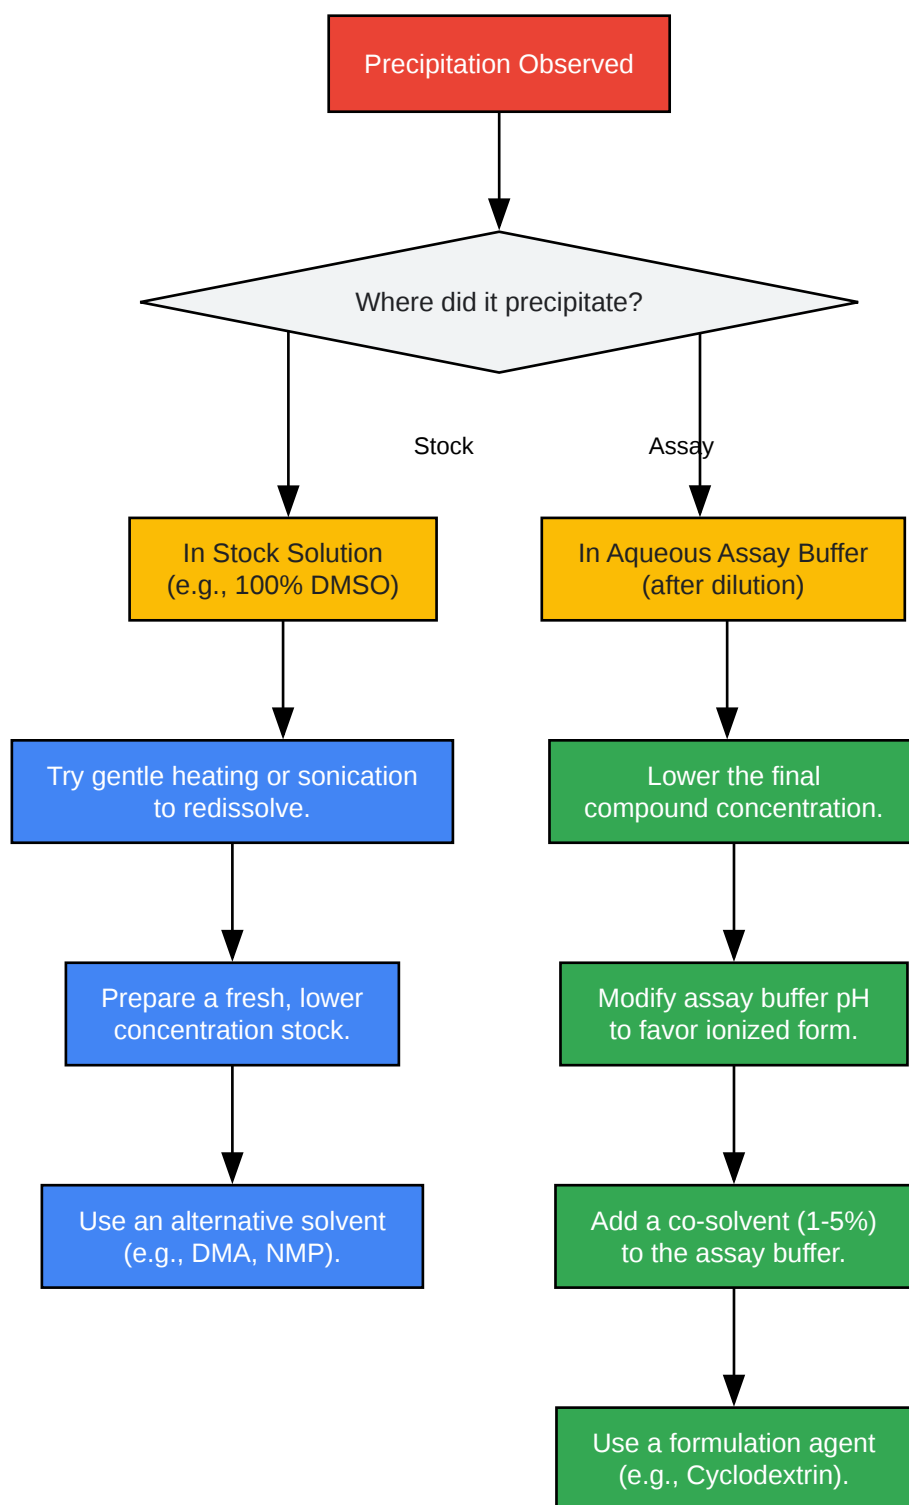 Precipitation Observed
Where did it precipitate?
Stock
Assay
In Stock Solution
(e.g., 100% DMSO)
In Aqueous Assay Buffer
(after dilution)
Try gentle heating or sonication
to redissolve.
Lower the final
compound concentration.
Prepare a fresh, lower
concentration stock.
Modify assay buffer pH
to favor ionized form.
Use an alternative solvent
(e.g., DMA, NMP).
Add a co-solvent (1-5%)
to the assay buffer.
Use a formulation agent
(e.g., Cyclodextrin).